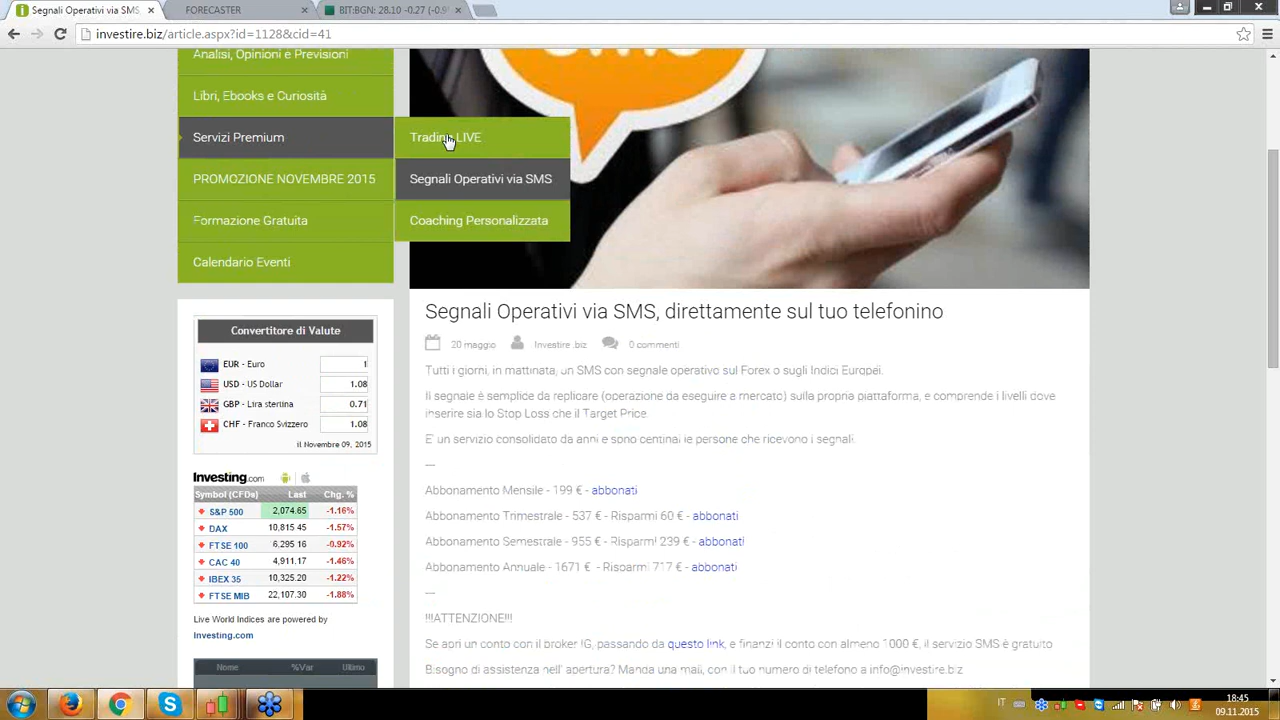 Segnali Operativi via SMS,
FORECASTER
BIT:BGN: 28.10 -0.27
investire.biz/article.aspx?id=1128&cid=41
SMS
Analisi, Opinioni e Previsioni
Libri, Ebooks e Curiosità
Servizi Premium
Trading LIVE
PROMOZIONE NOVEMBRE 2015
Segnali Operativi via SMS
Formazione Gratuita
Coaching Personalizzata
Calendario Eventi
Convertitore di Valute
EUR - Euro 1
USD - US Dollar 1.08
GBP - Lira sterlina 0.71
CHF - Franco Svizzero 1.08
il Novembre 09, 2015
Investing.com
Symbol (CFDs) Last Chg. %
S&P 500 2,074.65 -1.16%
DAX 10,815.45 -1.57%
FTSE 100 6,295.16 -0.92%
CAC 40 4,911.17 -1.46%
IBEX 35 10,325.20 -1.22%
FTSE MIB 22,107.30 -1.88%
Live World Indices are powered by
Investing.com
Nome %Var Ultimo
Segnali Operativi via SMS, direttamente sul tuo telefonino
20 maggio Investire .biz 0 commenti
Tutti i giorni, in mattinata, un SMS con segnale operativo sul Forex o sugli Indici Europei.
Il segnale è semplice da replicare (operazione da eseguire a mercato) sulla propria piattaforma, e comprende i livelli dove
inserire sia lo Stop Loss che il Target Price.
E' un servizio consolidato da anni e sono centinaia le persone che ricevono i segnali.
—
Abbonamento Mensile - 199 € - abbonati
Abbonamento Trimestrale - 537 € - Risparmi 60 € - abbonati
Abbonamento Semestrale - 955 € - Risparmi 239 € - abbonati
Abbonamento Annuale - 1671 € - Risparmi 717 € - abbonati
—
!!!ATTENZIONE!!!
Se apri un conto con il broker IG, passando da questo link, e finanzi il conto con almeno 1000 €, il servizio SMS è gratuito
Bisogno di assistenza nell' apertura? Manda una mail, con il tuo numero di telefono a info@investire.biz
IT
18:45
09.11.2015